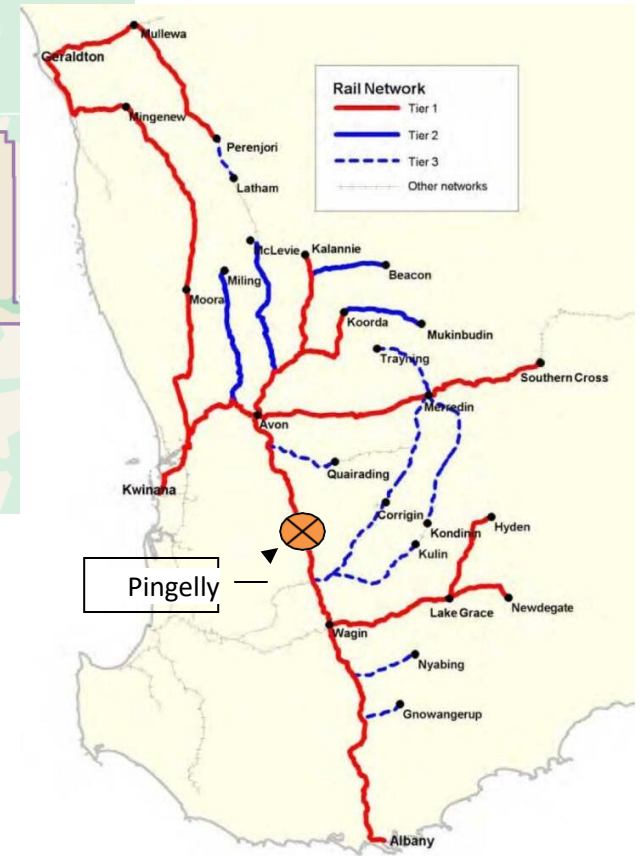 Mullewa
Geraldton
Mingenew
Perenjori
Latham
Rail Network
Tier 1
Tier 2
Tier 3
Other networks
McLevie
Kalannie
Miling
Beacon
Moora
Koorda
Mukinbudin
Trayning
Southern Cross
Merredin
Avon
Quairading
Kwinana
Corrigin
Hyden
Kondinin
Kulin
Pingelly
Lake Grace
Newdegate
Wagin
Nyabing
Gnowangerup
Albany